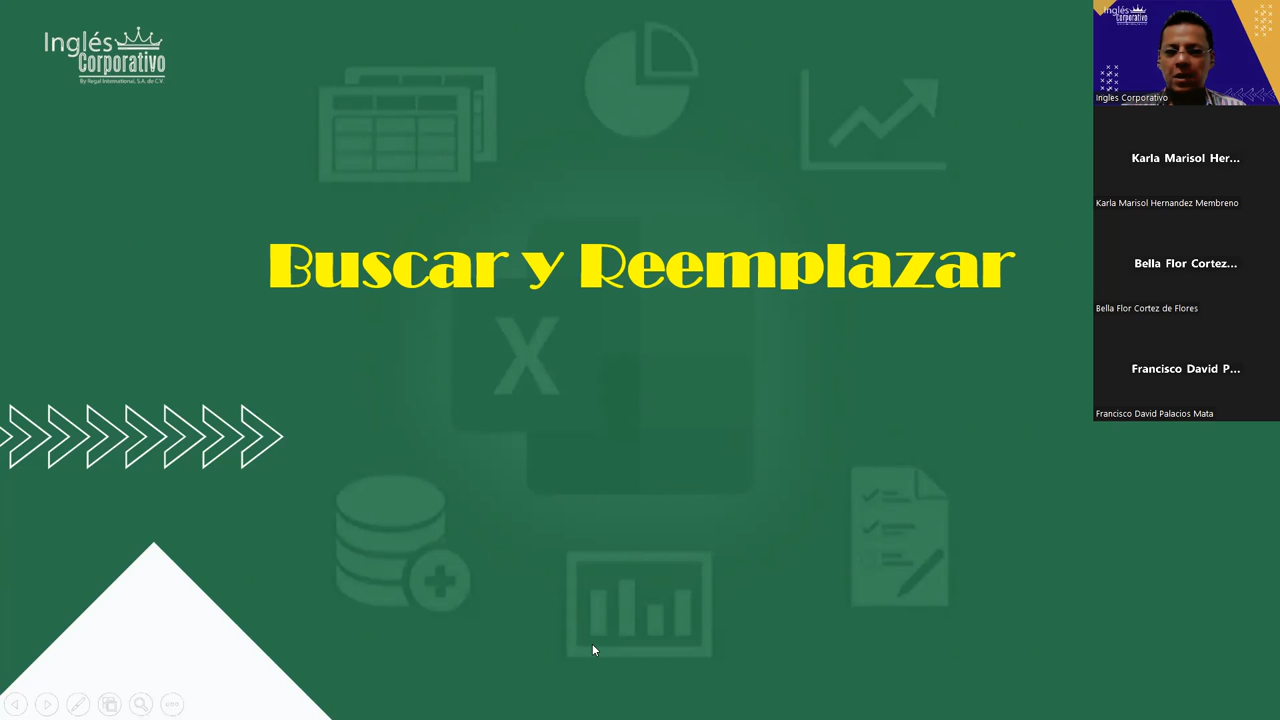 Inglés
Corporativo
By Regal International, S.A. de C.V.
Buscar y Reemplazar
X
Inglés
Corporativo
Ingles Corporativo
Karla Marisol Her...
Karla Marisol Hernandez Membreno
Bella Flor Cortez...
Bella Flor Cortez de Flores
Francisco David P...
Francisco David Palacios Mata